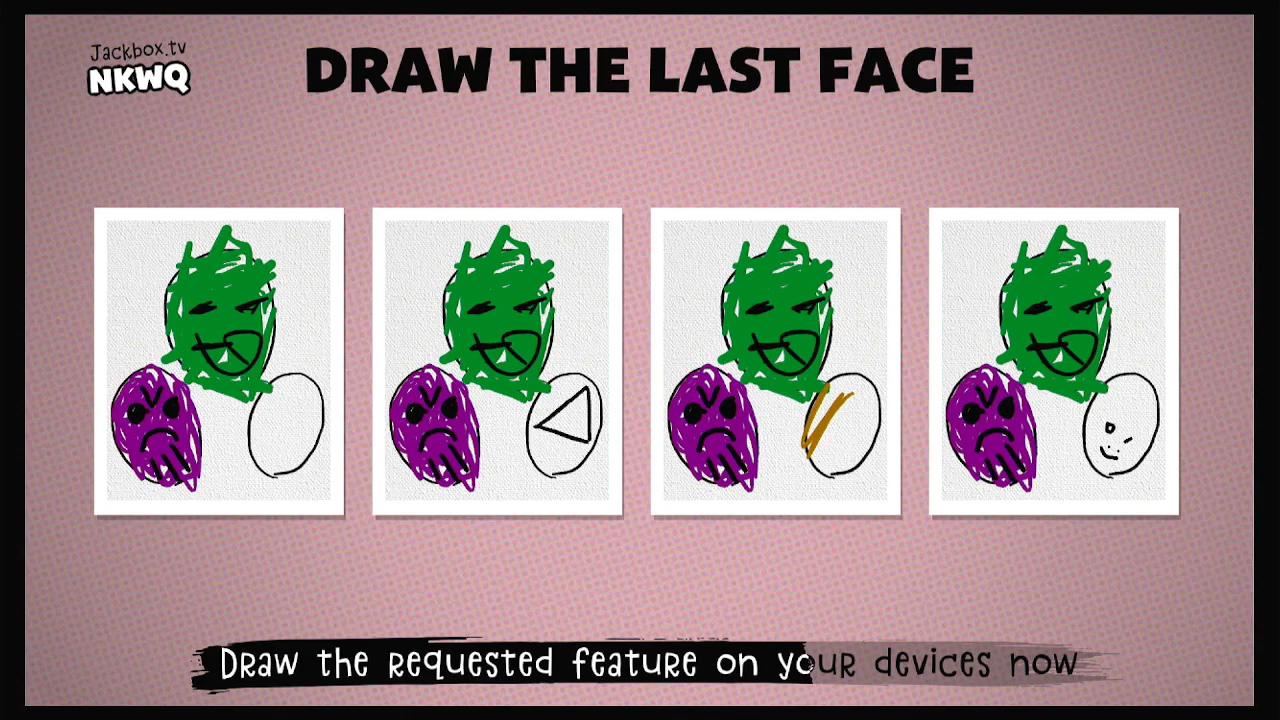 Jackbox.tv
NKWQ
DRAW THE LAST FACE
Draw the requested feature on your devices now